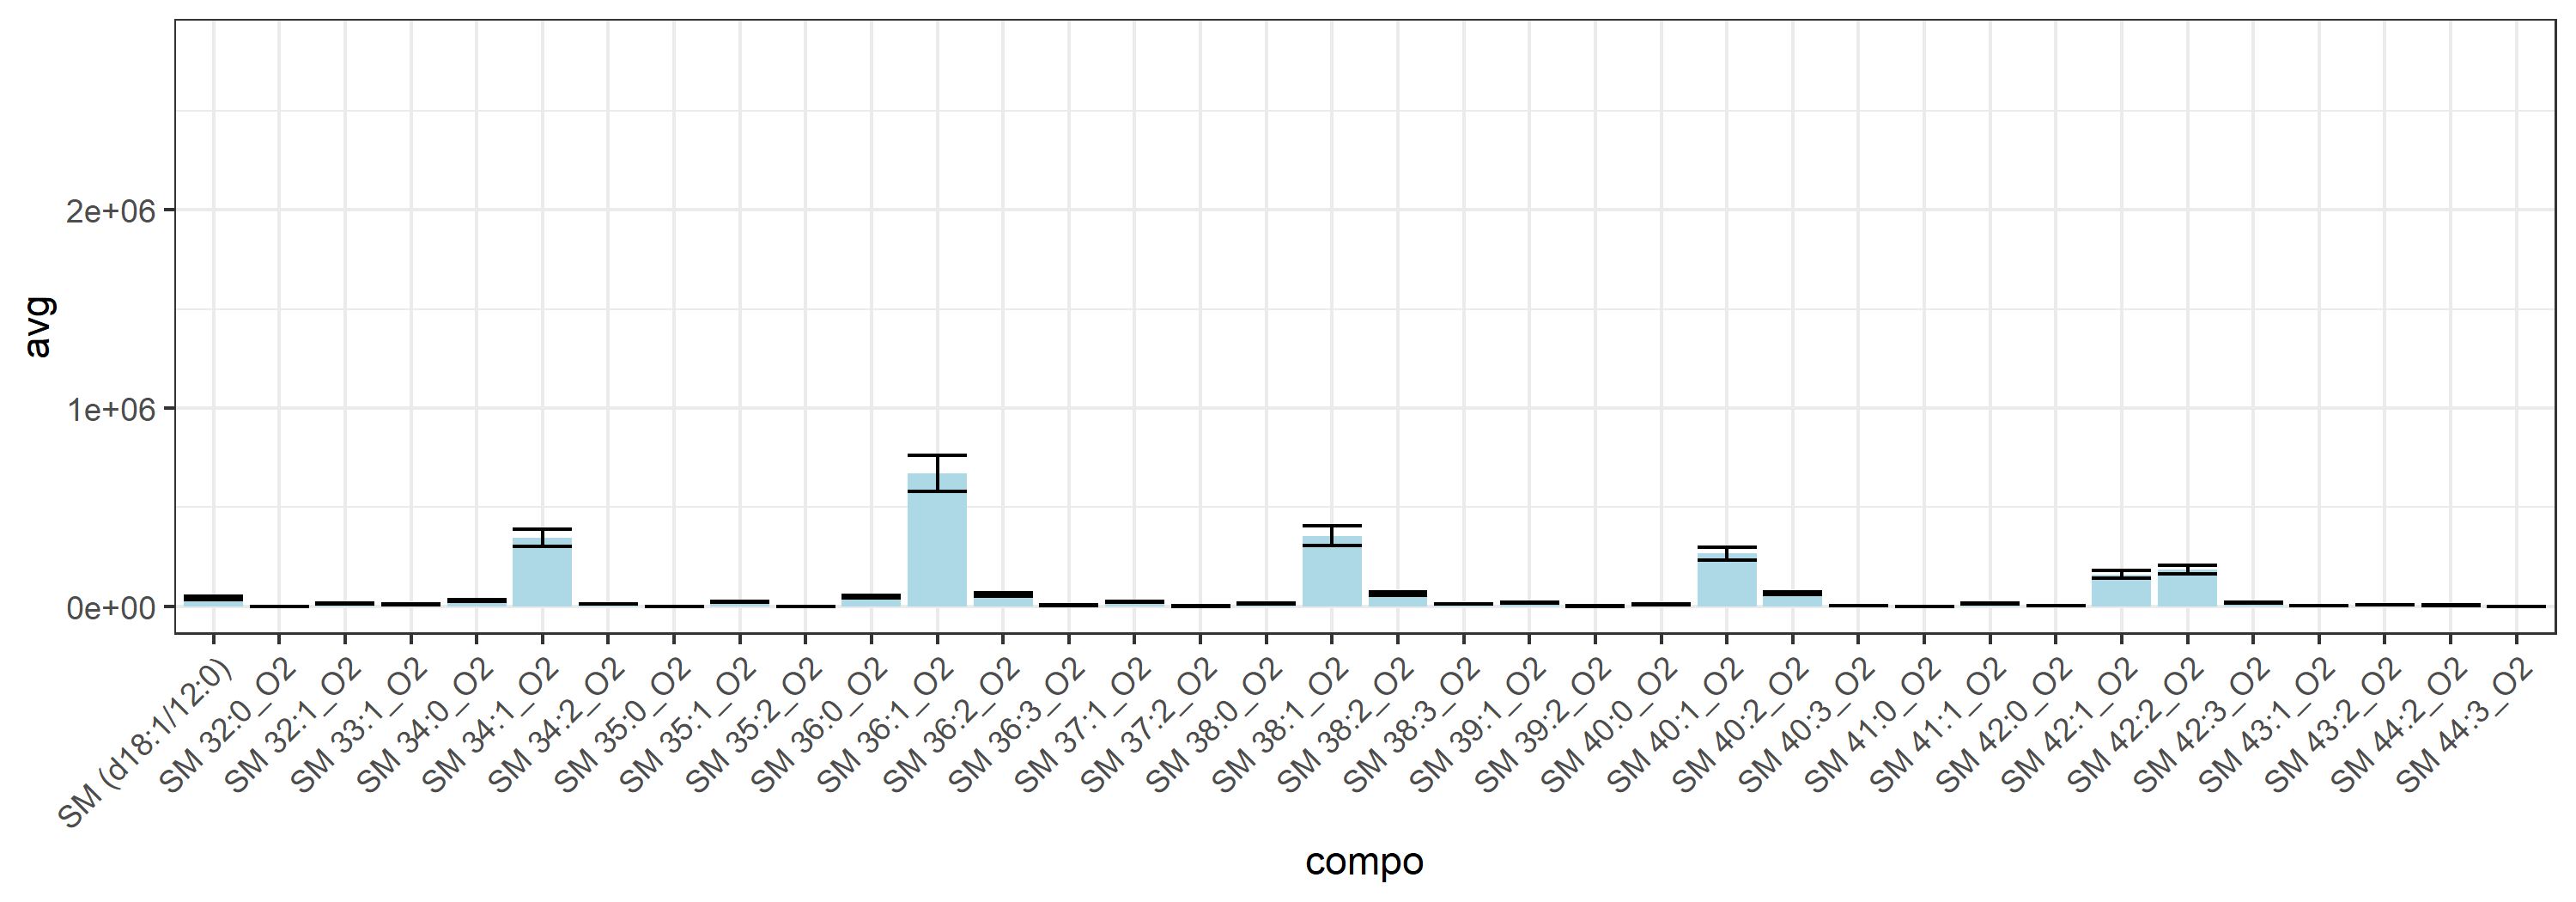 avg
2e+06
1e+06
0e+00
SM (d18:1/12:0)
SM 32:0_O2
SM 32:1_O2
SM 33:1_O2
SM 34:0_O2
SM 34:1_O2
SM 34:2_O2
SM 35:0_O2
SM 35:1_O2
SM 35:2_O2
SM 36:0_O2
SM 36:1_O2
SM 36:2_O2
SM 36:3_O2
SM 37:1_O2
SM 37:2_O2
SM 38:0_O2
SM 38:1_O2
SM 38:2_O2
SM 38:3_O2
SM 39:1_O2
SM 39:2_O2
SM 40:0_O2
SM 40:1_O2
SM 40:2_O2
SM 40:3_O2
SM 41:0_O2
SM 41:1_O2
SM 42:0_O2
SM 42:1_O2
SM 42:2_O2
SM 42:3_O2
SM 43:1_O2
SM 43:2_O2
SM 44:2_O2
SM 44:3_O2
compo